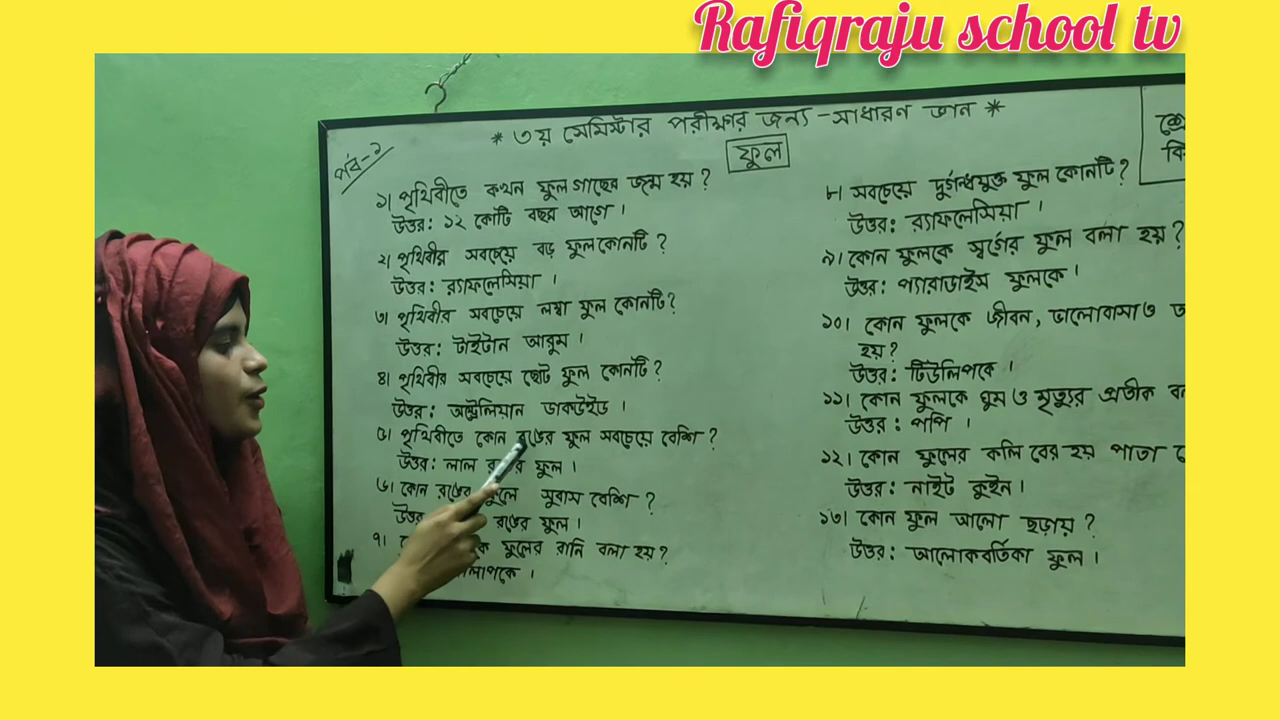 Rafiqraju school tv
* ৩য় সেমিস্টার পরীক্ষার জন্য - সাধারণ জ্ঞান *
পর্ব-১
ফুল
১। পৃথিবীতে কখন ফুল গাছের জন্ম হয় ?
উত্তর: ১২ কোটি বছর আগে ।
২। পৃথিবীর সবচেয়ে বড় ফুল কোনটি ?
উত্তর: র‍্যাফলেসিয়া ।
৩। পৃথিবীর সবচেয়ে লম্বা ফুল কোনটি ?
উত্তর: টাইটান আরুম ।
৪। পৃথিবীর সবচেয়ে ছোট ফুল কোনটি ?
উত্তর: অস্ট্রেলিয়ান ডাকউইড ।
৫। পৃথিবীতে কোন রঙের ফুল সবচেয়ে বেশি ?
উত্তর: লাল ফুল ।
৬। কোন রঙের ফুলে সুবাস বেশি ?
রঙের ফুল ।
৭। ফুলের রানি বলা হয় ?
৮। সবচেয়ে দুর্গন্ধযুক্ত ফুল কোনটি ?
উত্তর: র‍্যাফলেসিয়া ।
৯। কোন ফুলকে স্বর্গের ফুল বলা হয় ?
উত্তর: প্যারাডাইস ফুলকে ।
১০। কোন ফুলকে জীবন, ভালোবাসা ও
হয় ?
উত্তর: টিউলিপকে ।
১১। কোন ফুলকে ঘুম ও মৃত্যুর প্রতীক
উত্তর: পপি ।
১২। কোন ফুলের কলি বের হয় পাতা
উত্তর: নাইট কুইন ।
১৩। কোন ফুল আলো ছড়ায় ?
উত্তর: আলোকবর্তিকা ফুল ।